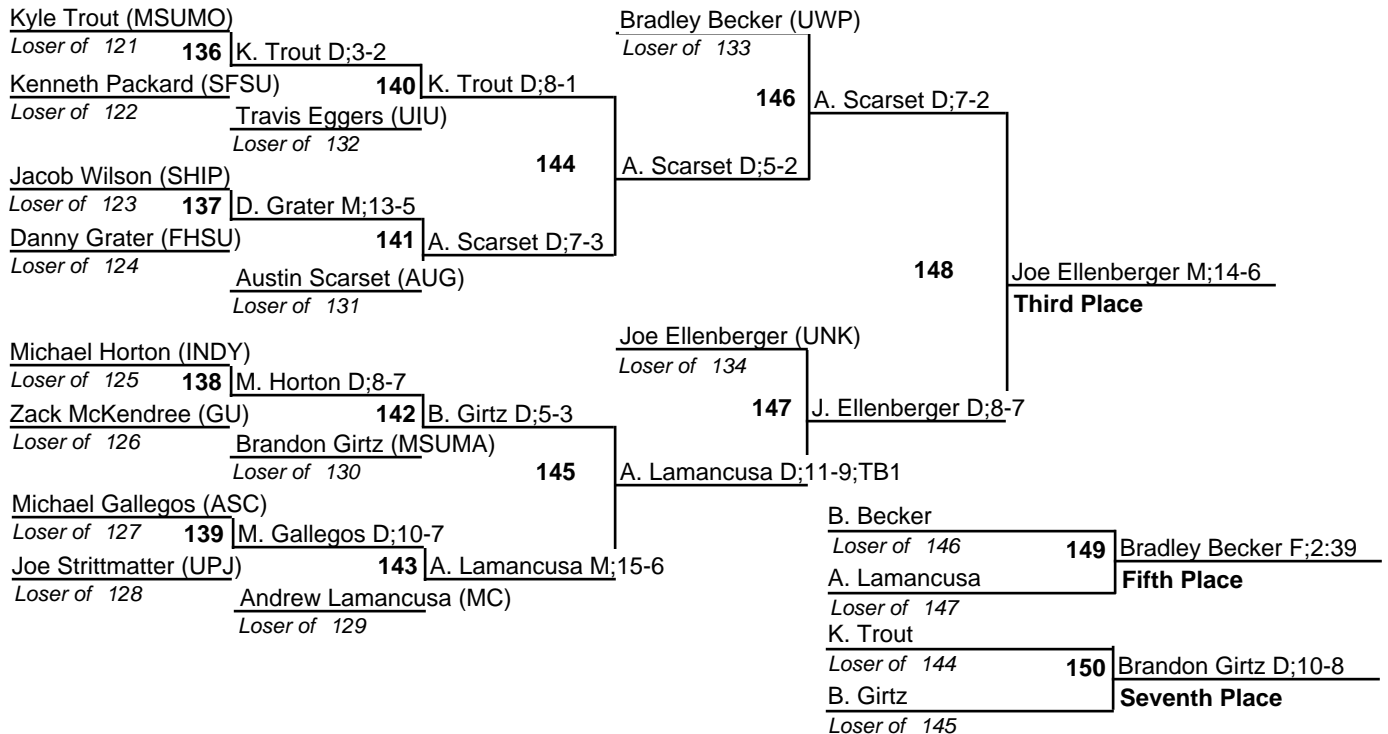 Kyle Trout (MSUMO)
Loser of 121
136 K. Trout D;3-2
Kenneth Packard (SFSU)
Loser of 122
140 K. Trout D;8-1
Travis Eggers (UIU)
Loser of 132
Jacob Wilson (SHIP)
Loser of 123
137 D. Grater M;13-5
Danny Grater (FHSU)
Loser of 124
141 A. Scarset D;7-3
Austin Scarset (AUG)
Loser of 131
144 A. Scarset D;5-2
Bradley Becker (UWP)
Loser of 133
146 A. Scarset D;7-2
Michael Horton (INDY)
Loser of 125
138 M. Horton D;8-7
Zack McKendree (GU)
Loser of 126
142 B. Girtz D;5-3
Brandon Girtz (MSUMA)
Loser of 130
Michael Gallegos (ASC)
Loser of 127
139 M. Gallegos D;10-7
Joe Strittmatter (UPJ)
Loser of 128
143 A. Lamancusa M;15-6
Andrew Lamancusa (MC)
Loser of 129
145 A. Lamancusa D;11-9;TB1
Joe Ellenberger (UNK)
Loser of 134
147 J. Ellenberger D;8-7
148 Joe Ellenberger M;14-6
Third Place
B. Becker
Loser of 146
149 Bradley Becker F;2:39
A. Lamancusa
Fifth Place
Loser of 147
K. Trout
Loser of 144
150 Brandon Girtz D;10-8
B. Girtz
Seventh Place
Loser of 145